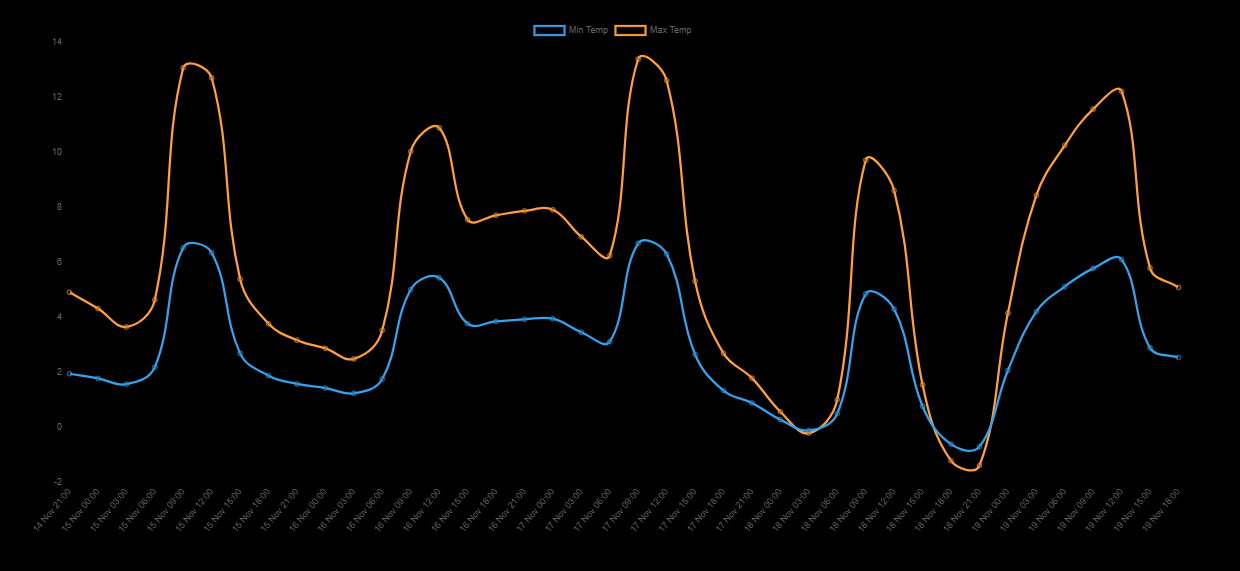 Min Temp Max Temp
14
12
10
8
6
4
2
0
-2
14 Nov 21:00
15 Nov 00:00
15 Nov 03:00
15 Nov 06:00
15 Nov 09:00
15 Nov 12:00
15 Nov 15:00
15 Nov 18:00
15 Nov 21:00
16 Nov 00:00
16 Nov 03:00
16 Nov 06:00
16 Nov 09:00
16 Nov 12:00
16 Nov 15:00
16 Nov 18:00
16 Nov 21:00
17 Nov 00:00
17 Nov 03:00
17 Nov 06:00
17 Nov 09:00
17 Nov 12:00
17 Nov 15:00
17 Nov 18:00
17 Nov 21:00
18 Nov 00:00
18 Nov 03:00
18 Nov 06:00
18 Nov 09:00
18 Nov 12:00
18 Nov 15:00
18 Nov 18:00
18 Nov 21:00
19 Nov 00:00
19 Nov 03:00
19 Nov 06:00
19 Nov 09:00
19 Nov 12:00
19 Nov 15:00
19 Nov 18:00